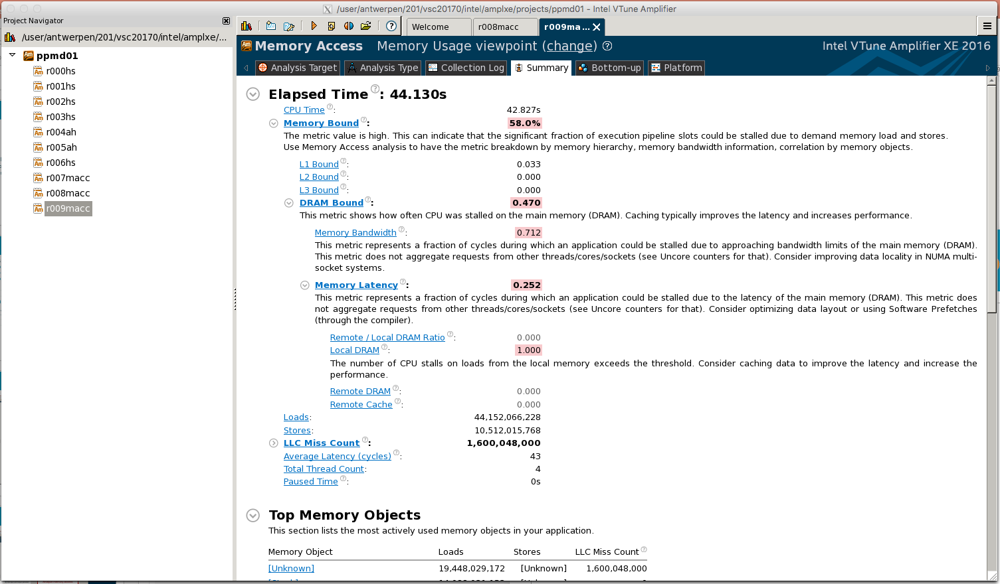 /user/antwerpen/201/vsc20170/intel/amplxe/projects/ppmd01 - Intel VTune Amplifier
Project Navigator
/user/antwerpen/201/vsc20170/intel/amplxe/...
ppmd01
r000hs
r001hs
r002hs
r003hs
r004ah
r005ah
r006hs
r007macc
r008macc
r009macc
Welcome r008macc r009ma...
Memory Access Memory Usage viewpoint (change) Intel VTune Amplifier XE 2016
Analysis Target Analysis Type Collection Log Summary Bottom-up Platform
Elapsed Time: 44.130s
CPU Time: 42.827s
Memory Bound: 58.0%
The metric value is high. This can indicate that the significant fraction of execution pipeline slots could be stalled due to demand memory load and stores.
Use Memory Access analysis to have the metric breakdown by memory hierarchy, memory bandwidth information, correlation by memory objects.
L1 Bound: 0.033
L2 Bound: 0.000
L3 Bound: 0.000
DRAM Bound: 0.470
This metric shows how often CPU was stalled on the main memory (DRAM). Caching typically improves the latency and increases performance.
Memory Bandwidth: 0.712
This metric represents a fraction of cycles during which an application could be stalled due to approaching bandwidth limits of the main memory (DRAM).
This metric does not aggregate requests from other threads/cores/sockets (see Uncore counters for that). Consider improving data locality in NUMA multi-
socket systems.
Memory Latency: 0.252
This metric represents a fraction of cycles during which an application could be stalled due to the latency of the main memory (DRAM). This metric does
not aggregate requests from other threads/cores/sockets (see Uncore counters for that). Consider optimizing data layout or using Software Prefetches
(through the compiler).
Remote / Local DRAM Ratio: 0.000
Local DRAM: 1.000
The number of CPU stalls on loads from the local memory exceeds the threshold. Consider caching data to improve the latency and increase the
performance.
Remote DRAM: 0.000
Remote Cache: 0.000
Loads: 44,152,066,228
Stores: 10,512,015,768
LLC Miss Count: 1,600,048,000
Average Latency (cycles): 43
Total Thread Count: 4
Paused Time: 0s
Top Memory Objects
This section lists the most actively used memory objects in your application.
Memory Object Loads Stores LLC Miss Count
[Unknown] 19,448,029,172 [Unknown] 1,600,048,000